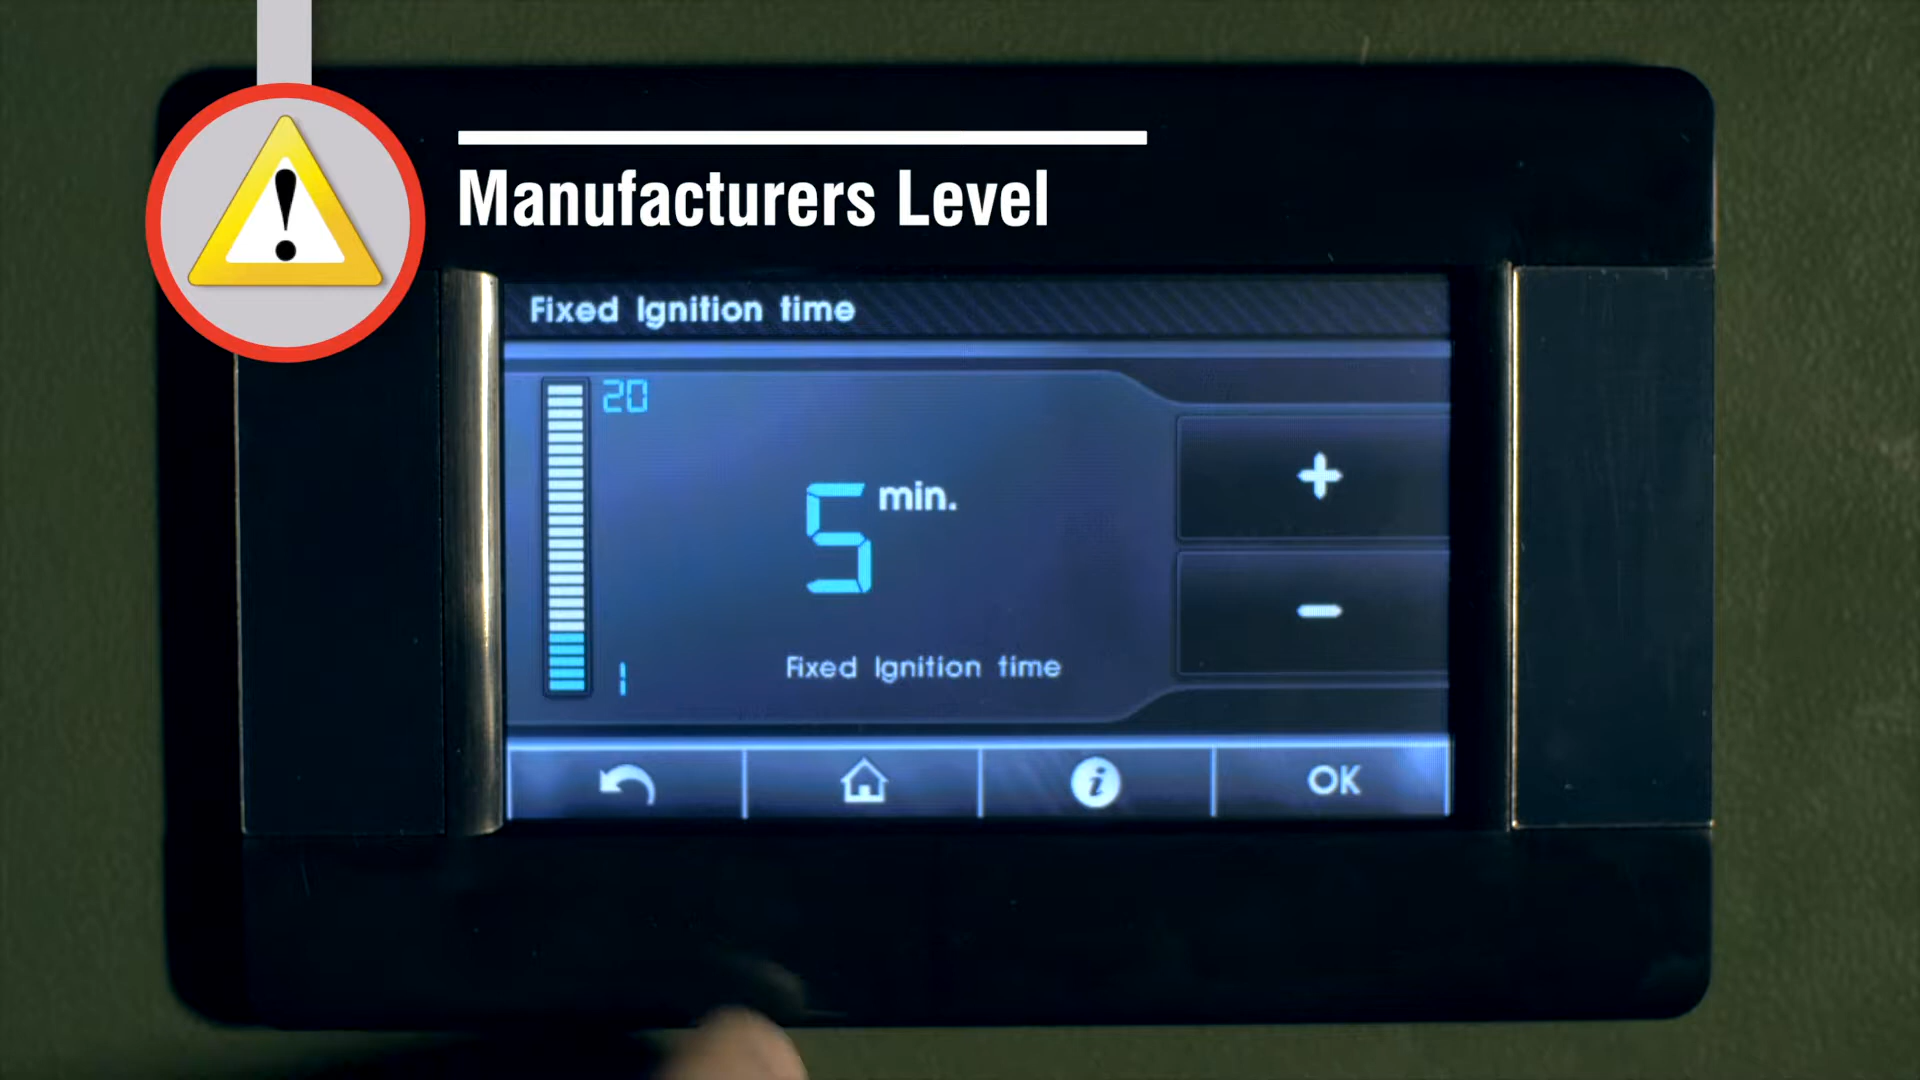 Manufacturers Level
Fixed Ignition time
20
5 min.
1
Fixed Ignition time
OK